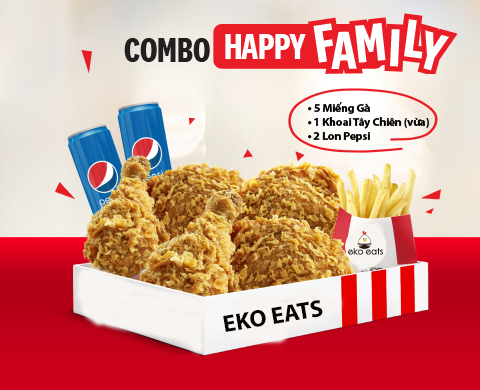 COMBO HAPPY FAMILY
• 5 Miếng Gà
• 1 Khoai Tây Chiên (vừa)
• 2 Lon Pepsi
pepsi
eko eats
EKO EATS